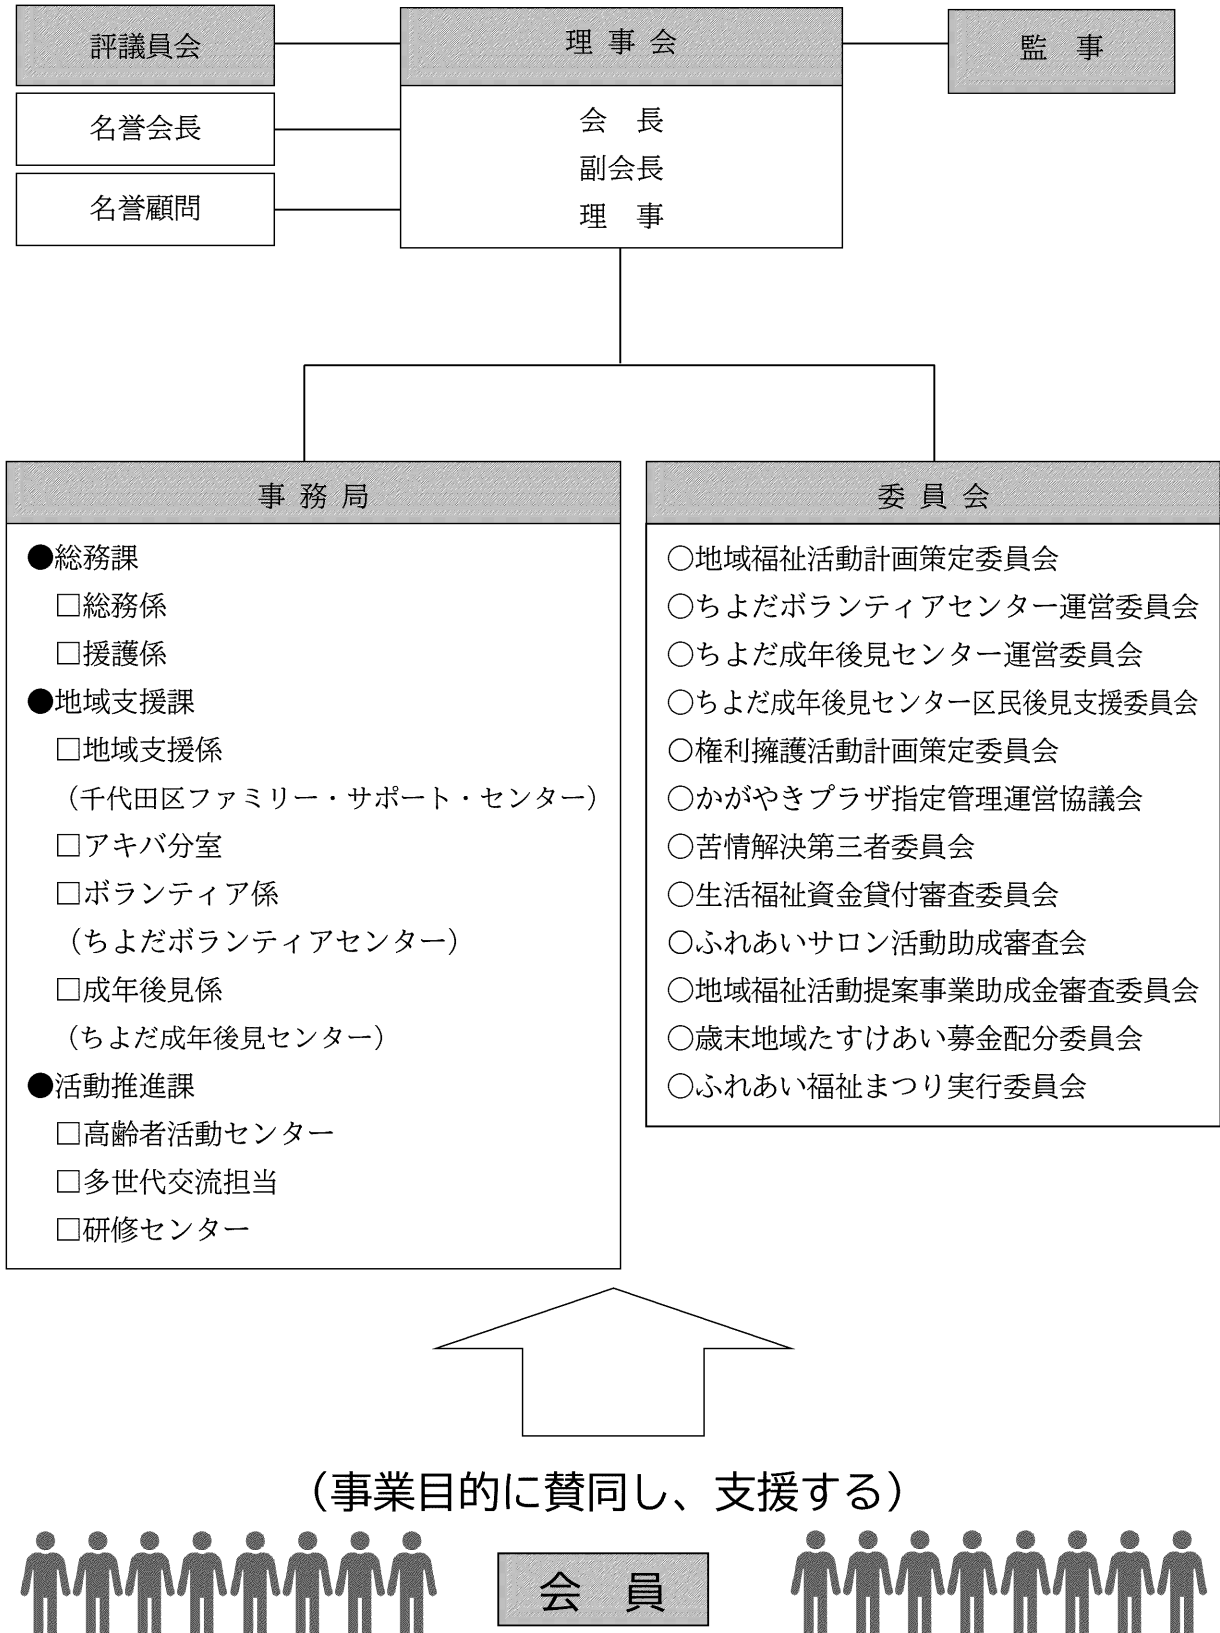 評議員会
理事会
監　事
名誉会長
名誉顧問
会　長
副会長
理　事
事務局
●総務課
□総務係
□援護係
●地域支援課
□地域支援係
（千代田区ファミリー・サポート・センター）
□アキバ分室
□ボランティア係
（ちよだボランティアセンター）
□成年後見係
（ちよだ成年後見センター）
●活動推進課
□高齢者活動センター
□多世代交流担当
□研修センター
委員会
○地域福祉活動計画策定委員会
○ちよだボランティアセンター運営委員会
○ちよだ成年後見センター運営委員会
○ちよだ成年後見センター区民後見支援委員会
○権利擁護活動計画策定委員会
○かがやきプラザ指定管理運営協議会
○苦情解決第三者委員会
○生活福祉資金貸付審査委員会
○ふれあいサロン活動助成審査会
○地域福祉活動提案事業助成金審査委員会
○歳末地域たすけあい募金配分委員会
○ふれあい福祉まつり実行委員会
（事業目的に賛同し、支援する）
会　員